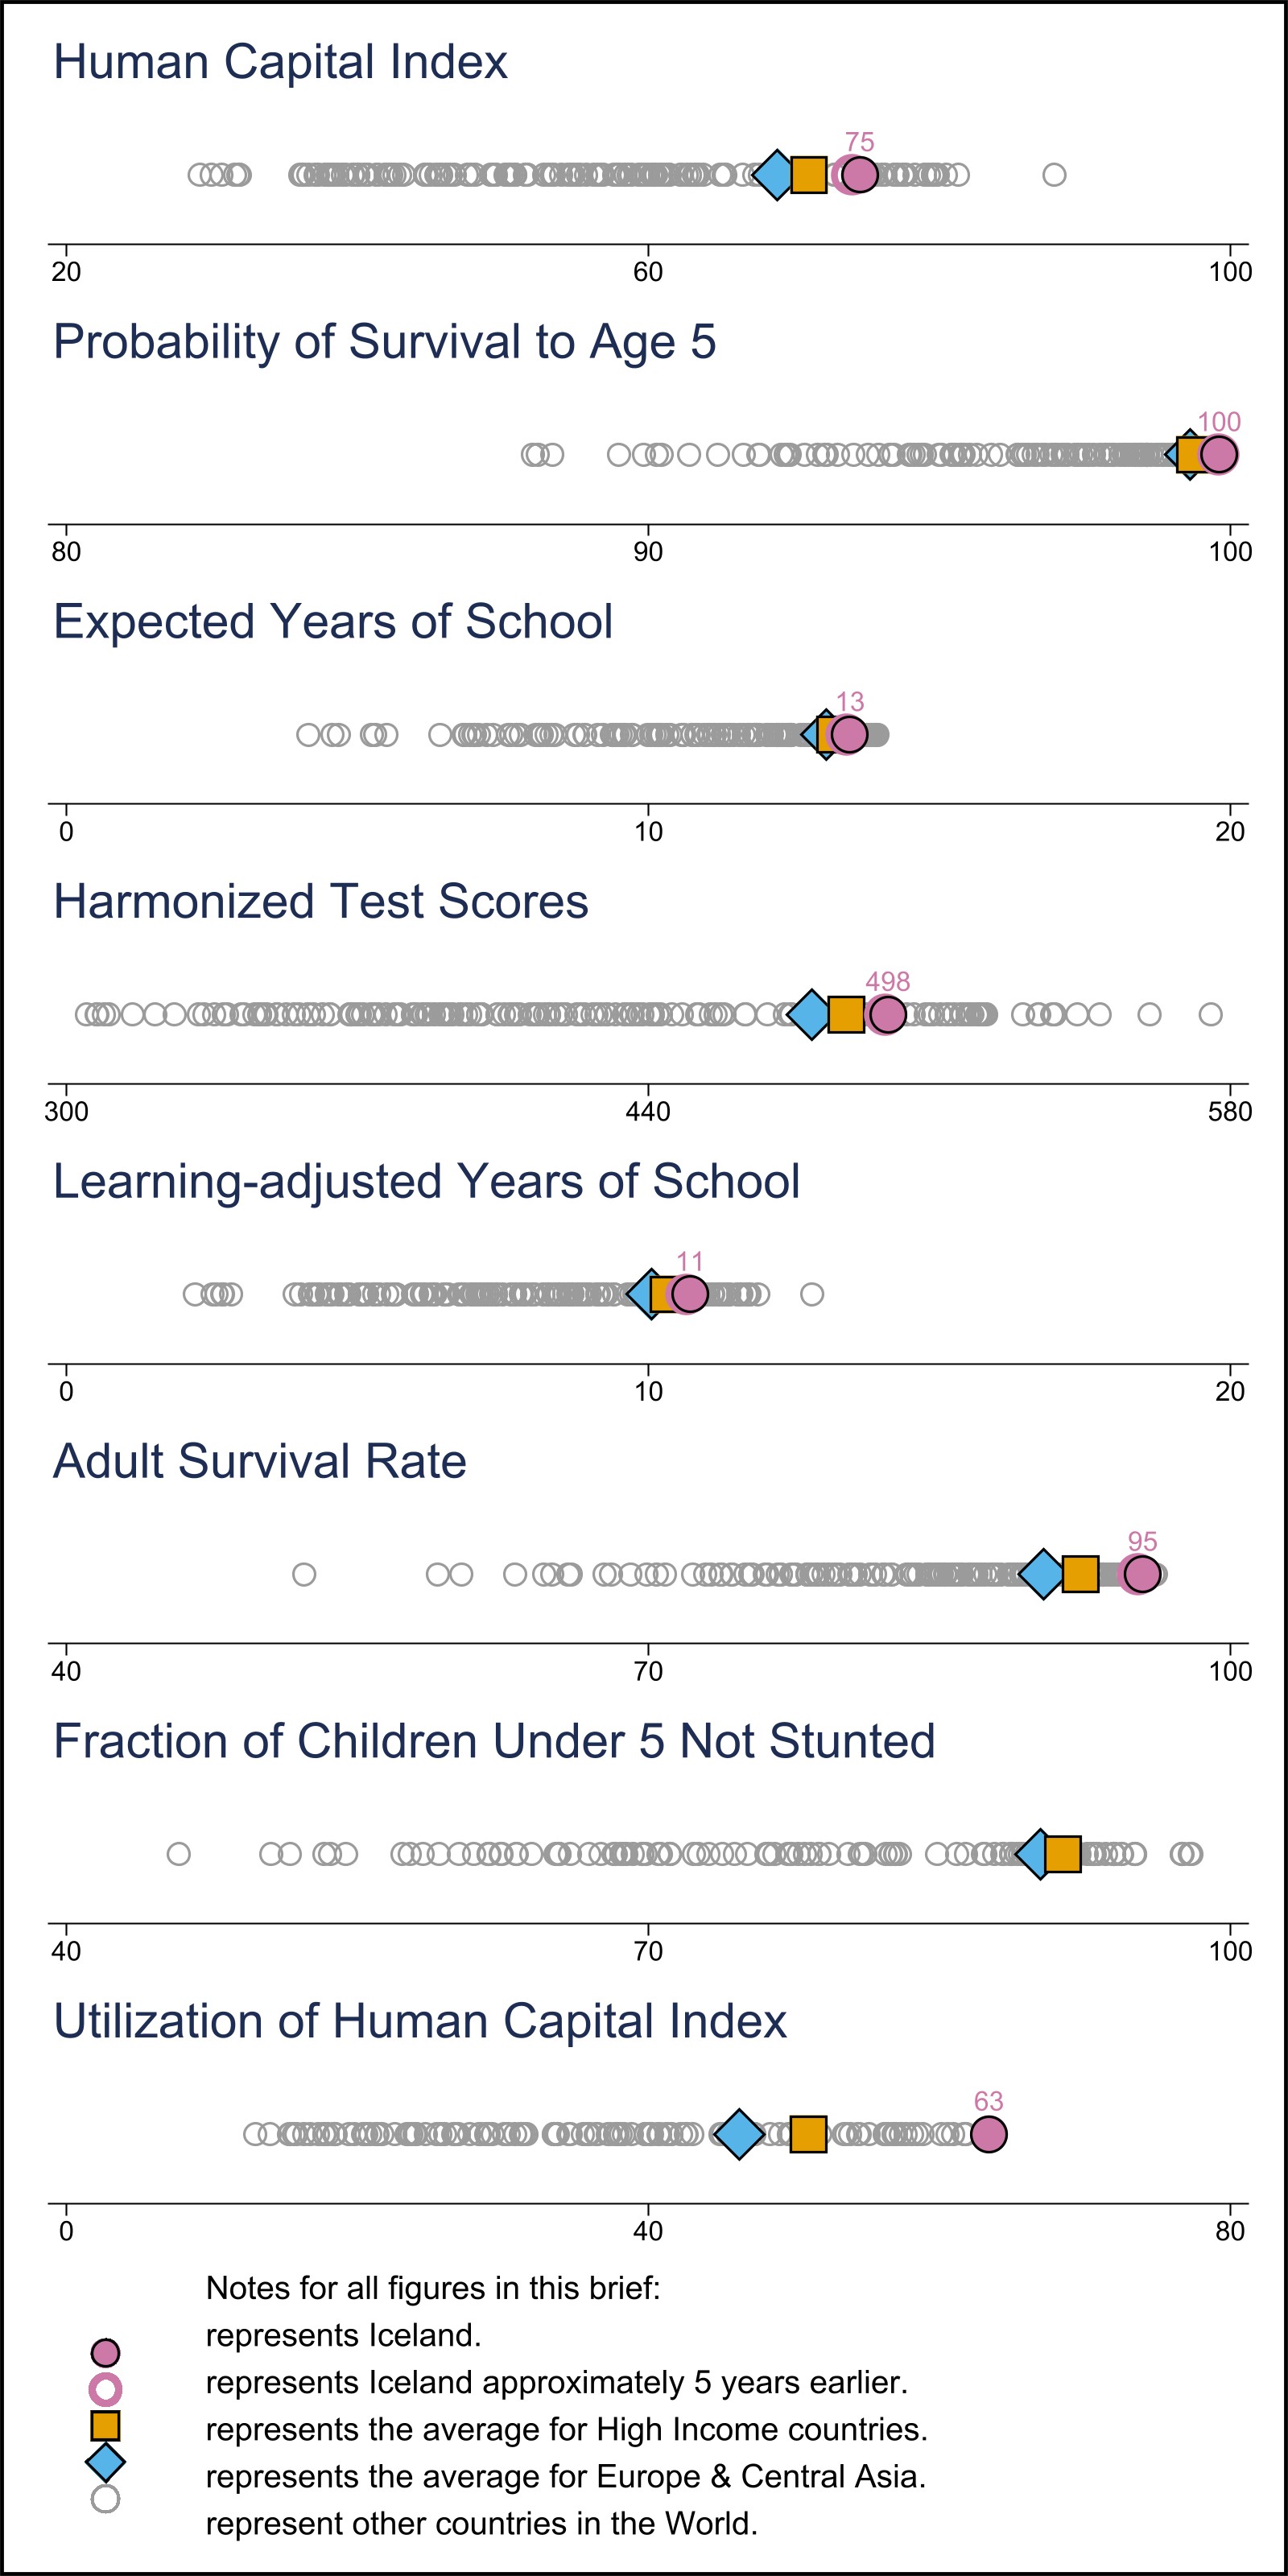 Human Capital Index
75
20 60 100
Probability of Survival to Age 5
100
80 90 100
Expected Years of School
13
0 10 20
Harmonized Test Scores
498
300 440 580
Learning-adjusted Years of School
11
0 10 20
Adult Survival Rate
95
40 70 100
Fraction of Children Under 5 Not Stunted
40 70 100
Utilization of Human Capital Index
63
0 40 80
Notes for all figures in this brief:
represents Iceland.
represents Iceland approximately 5 years earlier.
represents the average for High Income countries.
represents the average for Europe & Central Asia.
represent other countries in the World.